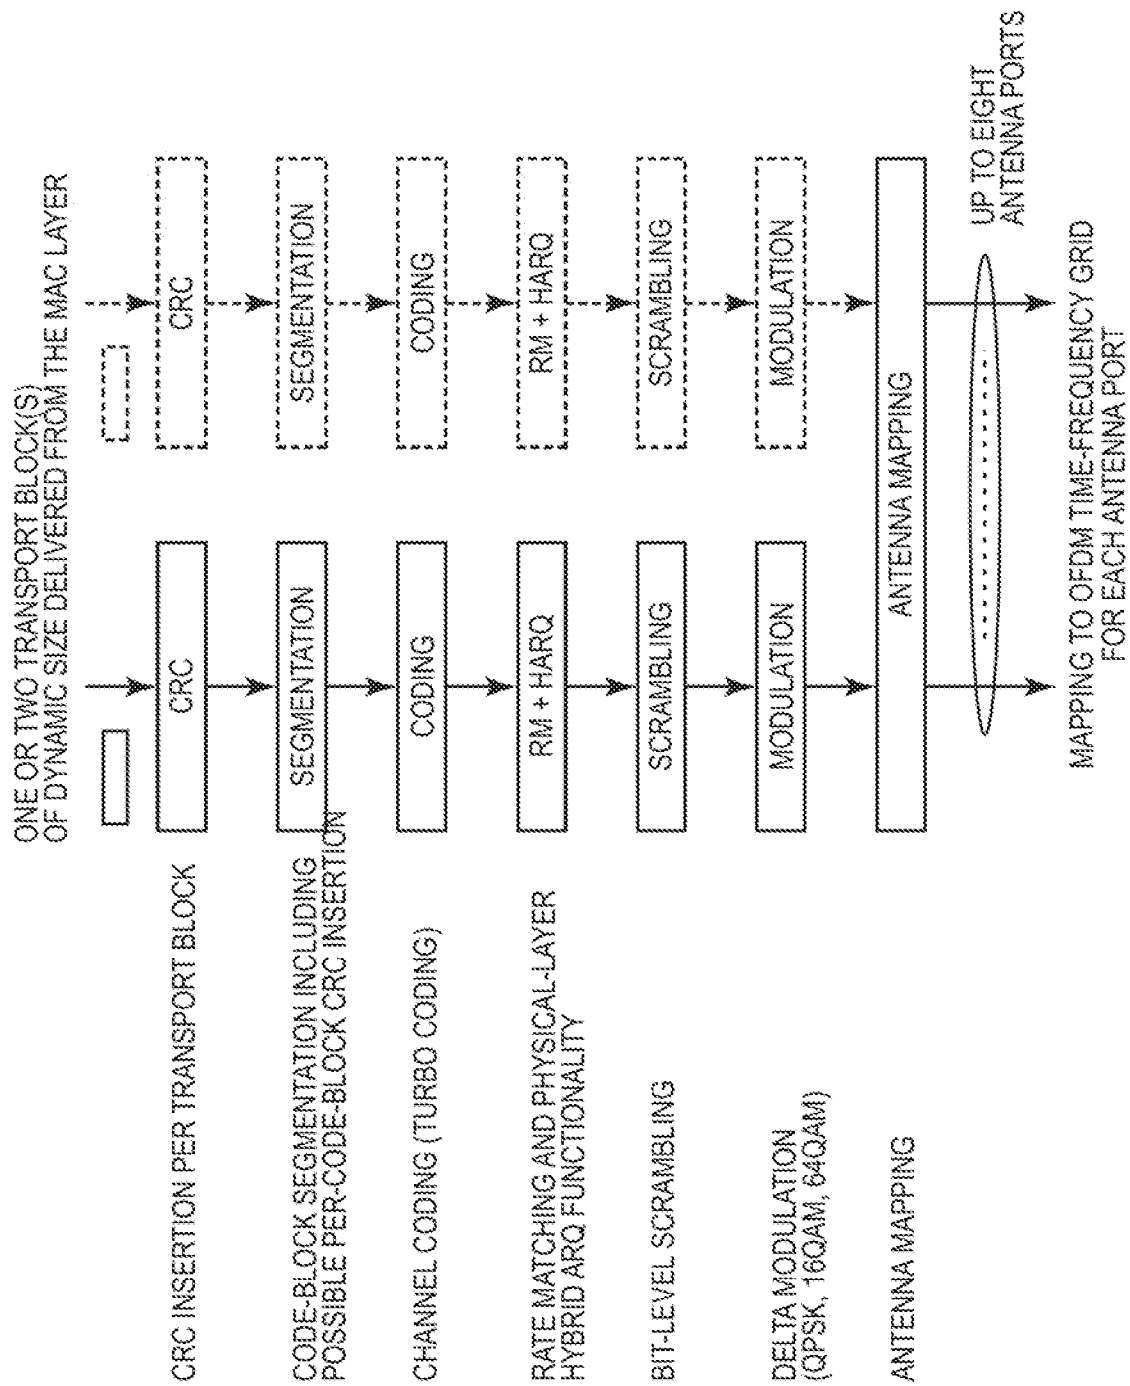 ONE OR TWO TRANSPORT BLOCK(S)
OF DYNAMIC SIZE DELIVERED FROM THE MAC LAYER
CRC INSERTION PER TRANSPORT BLOCK
CRC
CRC
CODE-BLOCK SEGMENTATION INCLUDING
POSSIBLE PER-CODE-BLOCK CRC INSERTION
SEGMENTATION
SEGMENTATION
CHANNEL CODING (TURBO CODING)
CODING
CODING
RATE MATCHING AND PHYSICAL-LAYER
HYBRID ARQ FUNCTIONALITY
RM + HARQ
RM + HARQ
BIT-LEVEL SCRAMBLING
SCRAMBLING
SCRAMBLING
DELTA MODULATION
(QPSK, 16QAM, 64QAM)
MODULATION
MODULATION
ANTENNA MAPPING
ANTENNA MAPPING
UP TO EIGHT
ANTENNA PORTS
MAPPING TO OFDM TIME-FREQUENCY GRID
FOR EACH ANTENNA PORT